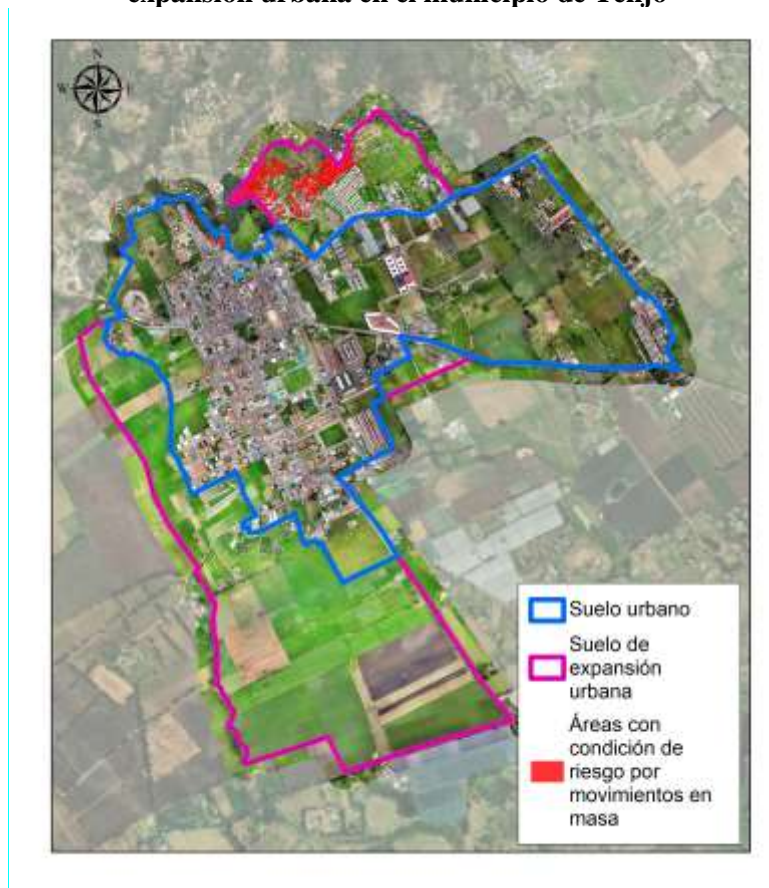 expansión urbana en el municipio de Tenjo
N
W
E
S
Suelo urbano
Suelo de
expansión
urbana
Áreas con
condición de
riesgo por
movimientos en
masa